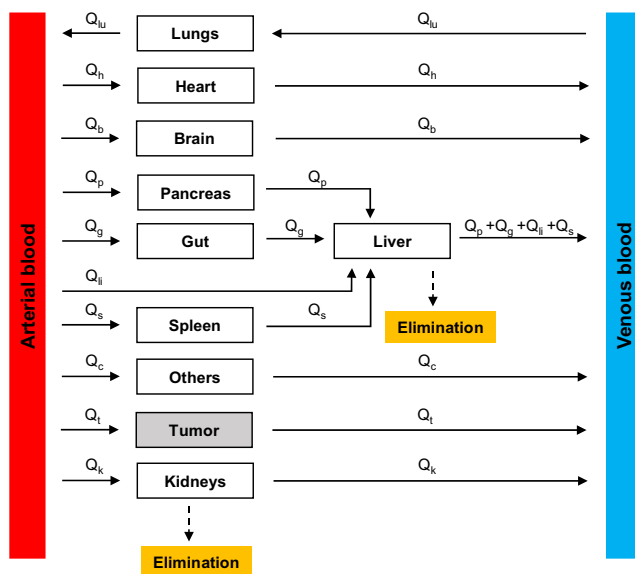 Arterial blood
Venous blood
Q_lu Lungs Q_lu
Q_h Heart Q_h
Q_b Brain Q_b
Q_p Pancreas Q_p
Q_g Gut Q_g Liver Q_p +Q_g +Q_li +Q_s
Q_li
Q_s Spleen Q_s Elimination
Q_c Others Q_c
Q_t Tumor Q_t
Q_k Kidneys Q_k
Elimination